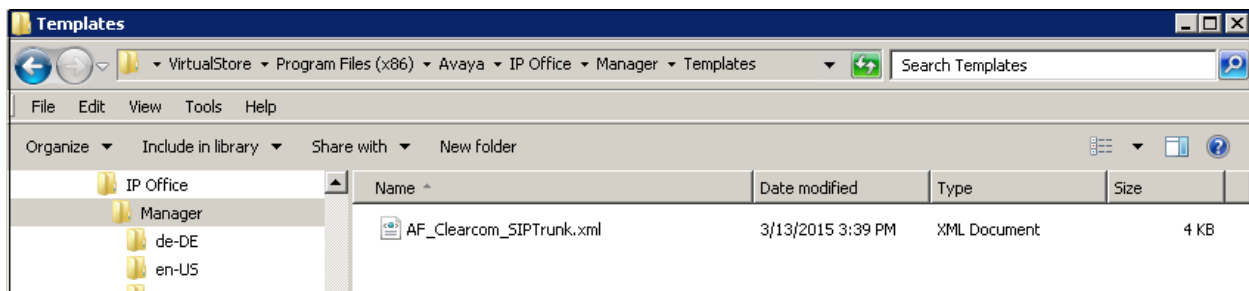 Templates
VirtualStore Program Files (x86) Avaya IP Office Manager Templates Search Templates
File Edit View Tools Help
Organize Include in library Share with New folder
IP Office Name Date modified Type Size
Manager
AF_Clearcom_SIPTrunk.xml 3/13/2015 3:39 PM XML Document 4 KB
de-DE
en-US